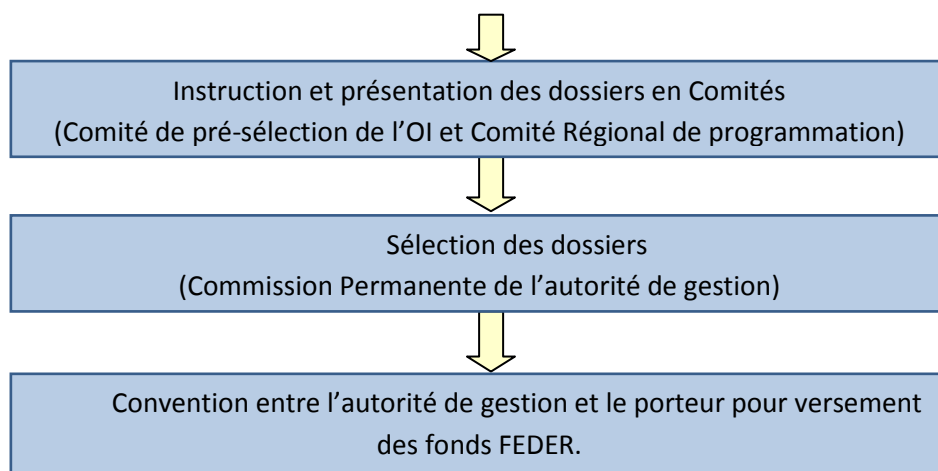 Instruction et présentation des dossiers en Comités
(Comité de pré-sélection de l’OI et Comité Régional de programmation)
Sélection des dossiers
(Commission Permanente de l’autorité de gestion)
Convention entre l’autorité de gestion et le porteur pour versement
des fonds FEDER.